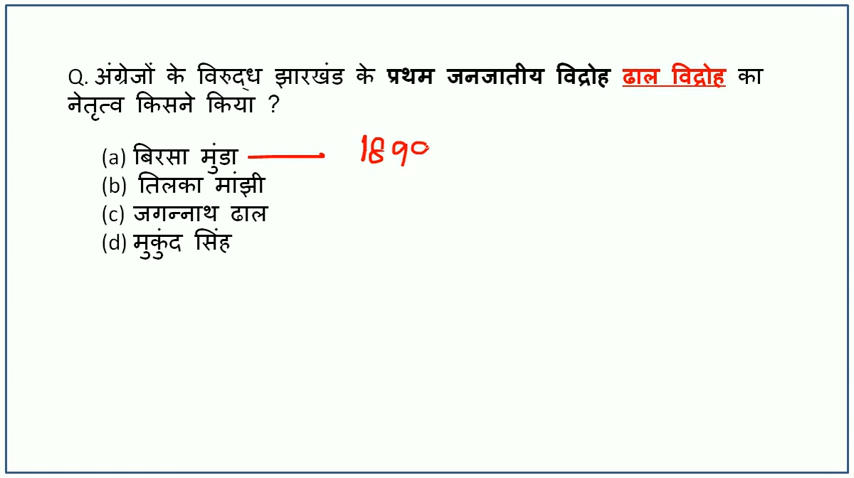 Q. अंग्रेजों के विरुद्ध झारखंड के प्रथम जनजातीय विद्रोह ढाल विद्रोह का
नेतृत्व किसने किया ?
(a) बिरसा मुंडा 1890
(b) तिलका मांझी
(c) जगन्नाथ ढाल
(d) मुकुंद सिंह